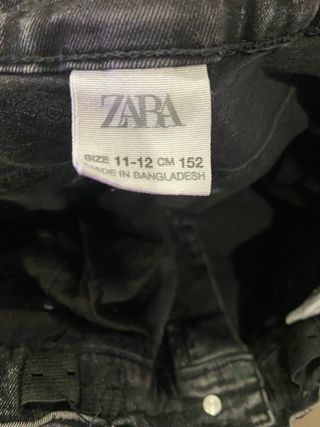 ZARA
SIZE 11-12 CM 152
MADE IN BANGLADESH